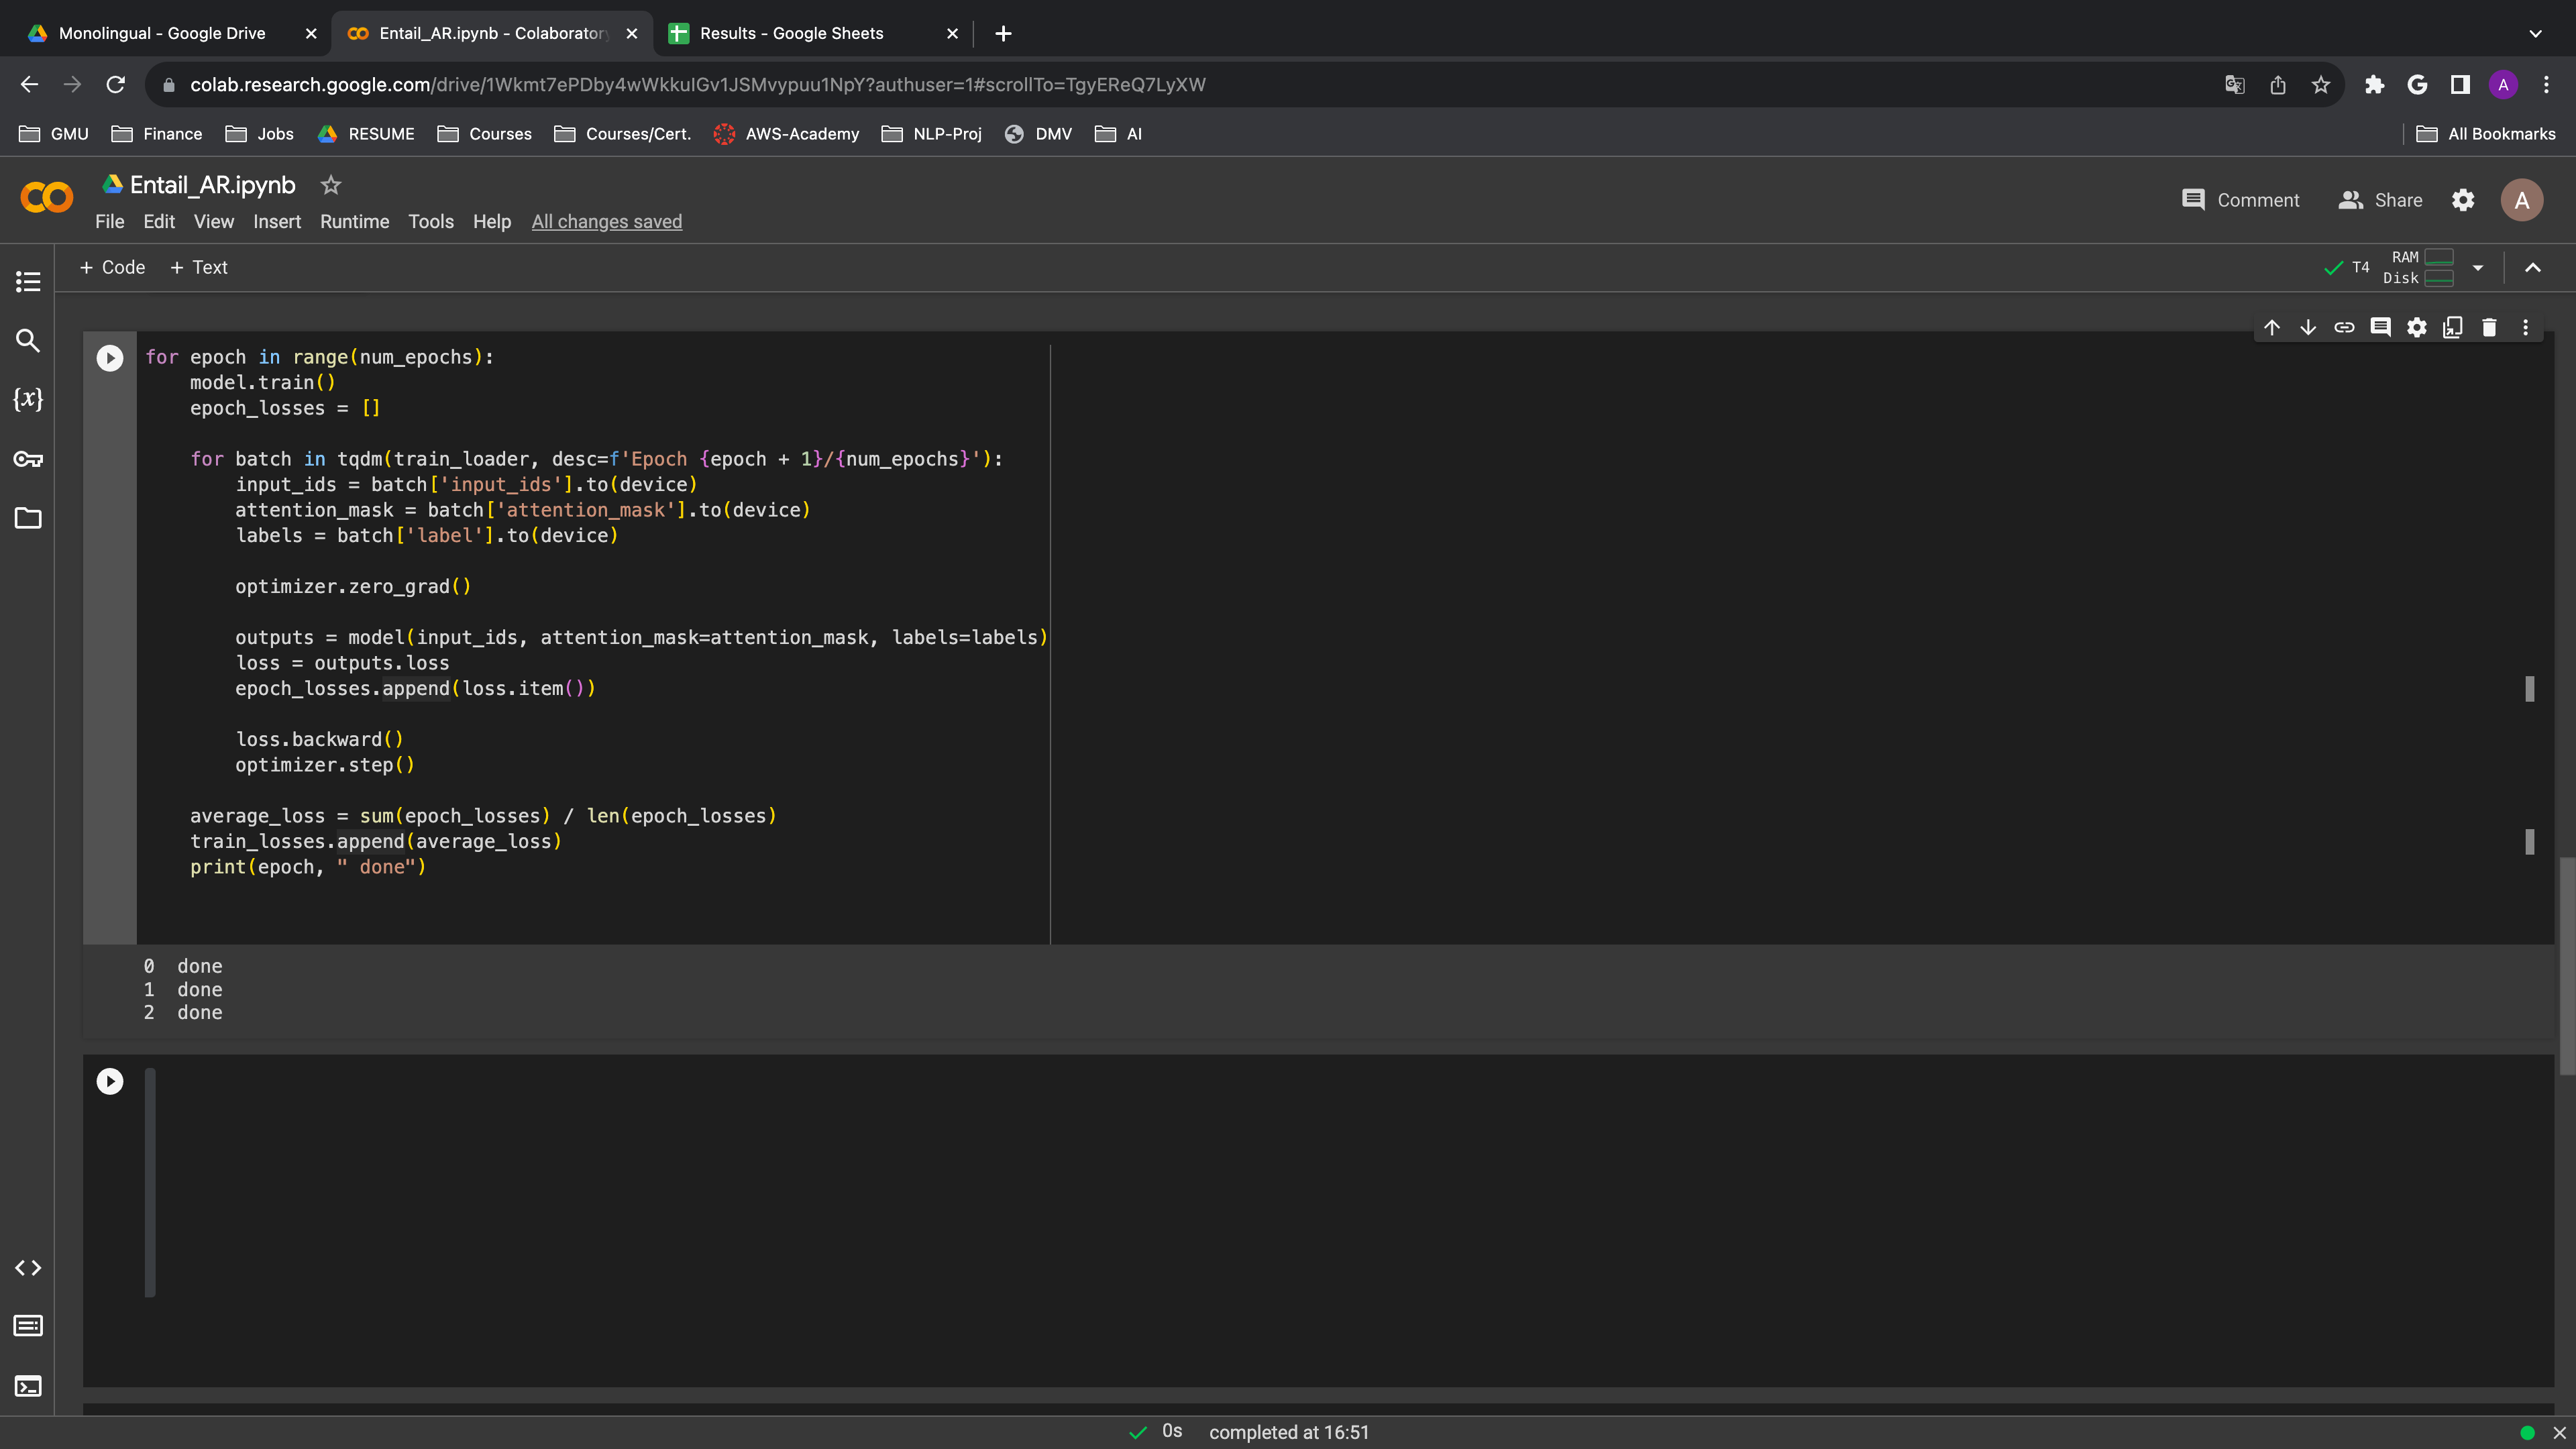 Monolingual - Google Drive
Entail_AR.ipynb - Colaborator
Results - Google Sheets
colab.research.google.com/drive/1Wkmt7ePDby4wWkkuIGv1JSMvypuu1NpY?authuser=1#scrollTo=TgyEReQ7LyXW
A
GMU Finance Jobs RESUME Courses Courses/Cert. AWS-Academy NLP-Proj DMV AI All Bookmarks
Entail_AR.ipynb
Comment Share A
File Edit View Insert Runtime Tools Help All changes saved
+ Code + Text
T4 RAM
Disk
{x}
for epoch in range(num_epochs):
    model.train()
    epoch_losses = []
    for batch in tqdm(train_loader, desc=f'Epoch {epoch + 1}/{num_epochs}'):
        input_ids = batch['input_ids'].to(device)
        attention_mask = batch['attention_mask'].to(device)
        labels = batch['label'].to(device)
        optimizer.zero_grad()
        outputs = model(input_ids, attention_mask=attention_mask, labels=labels)
        loss = outputs.loss
        epoch_losses.append(loss.item())
        loss.backward()
        optimizer.step()
    average_loss = sum(epoch_losses) / len(epoch_losses)
    train_losses.append(average_loss)
    print(epoch, " done")
0  done
1  done
2  done
0s completed at 16:51